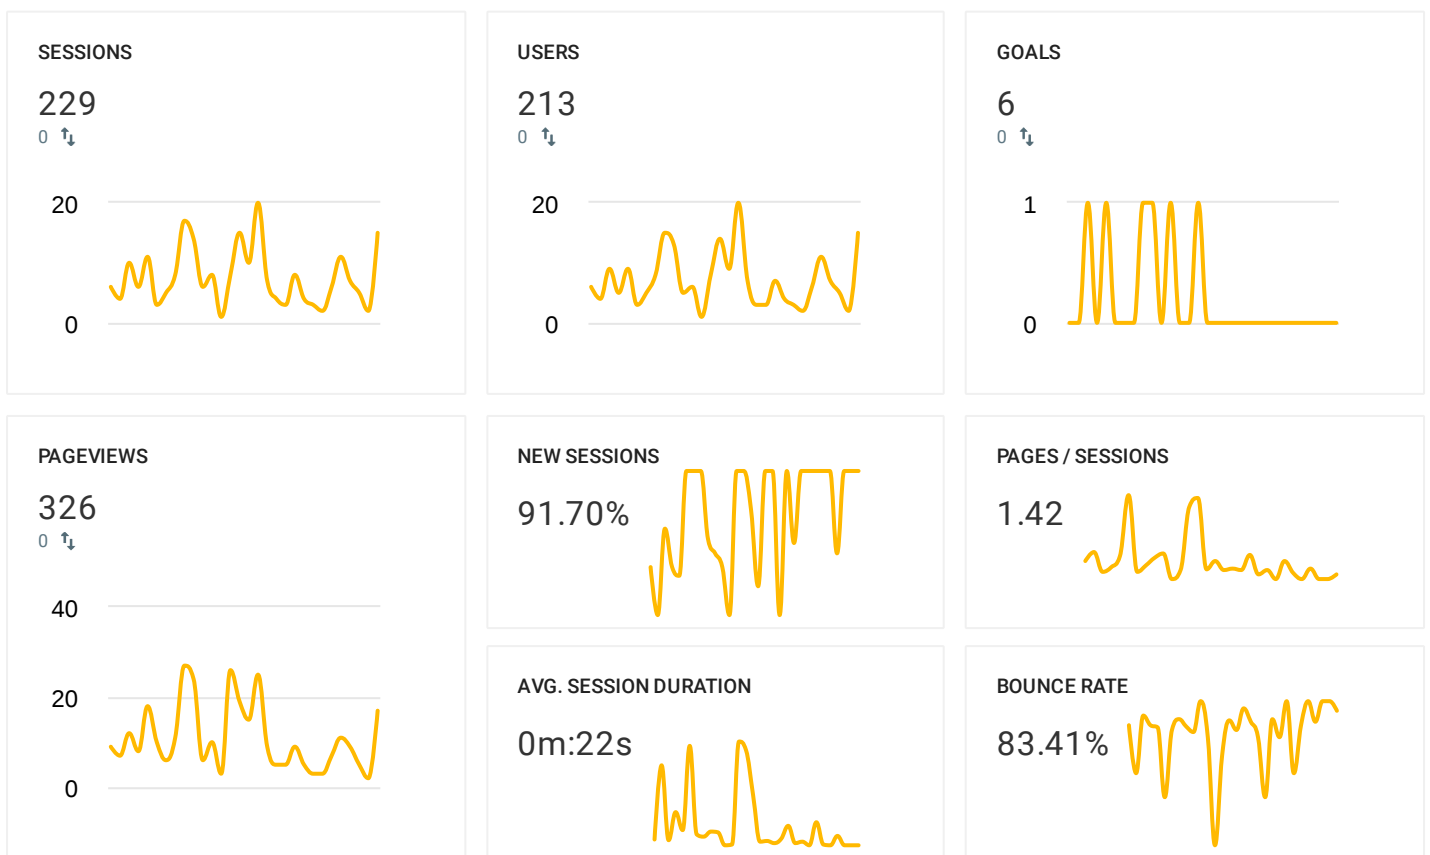 SESSIONS
229
0
20
0
USERS
213
0
20
0
GOALS
6
0
1
0
PAGEVIEWS
326
0
40
20
0
NEW SESSIONS
91.70%
PAGES / SESSIONS
1.42
AVG. SESSION DURATION
0m:22s
BOUNCE RATE
83.41%